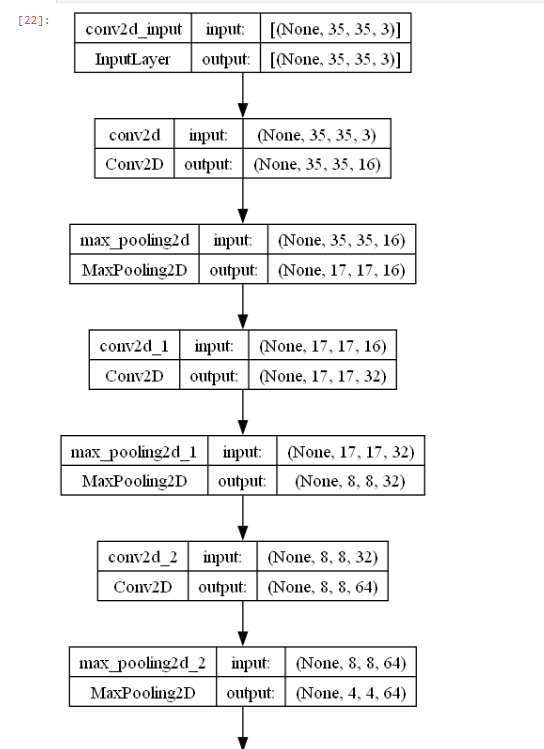 [22]:
conv2d_input input: [(None, 35, 35, 3)]
InputLayer output: [(None, 35, 35, 3)]
conv2d input: (None, 35, 35, 3)
Conv2D output: (None, 35, 35, 16)
max_pooling2d input: (None, 35, 35, 16)
MaxPooling2D output: (None, 17, 17, 16)
conv2d_1 input: (None, 17, 17, 16)
Conv2D output: (None, 17, 17, 32)
max_pooling2d_1 input: (None, 17, 17, 32)
MaxPooling2D output: (None, 8, 8, 32)
conv2d_2 input: (None, 8, 8, 32)
Conv2D output: (None, 8, 8, 64)
max_pooling2d_2 input: (None, 8, 8, 64)
MaxPooling2D output: (None, 4, 4, 64)